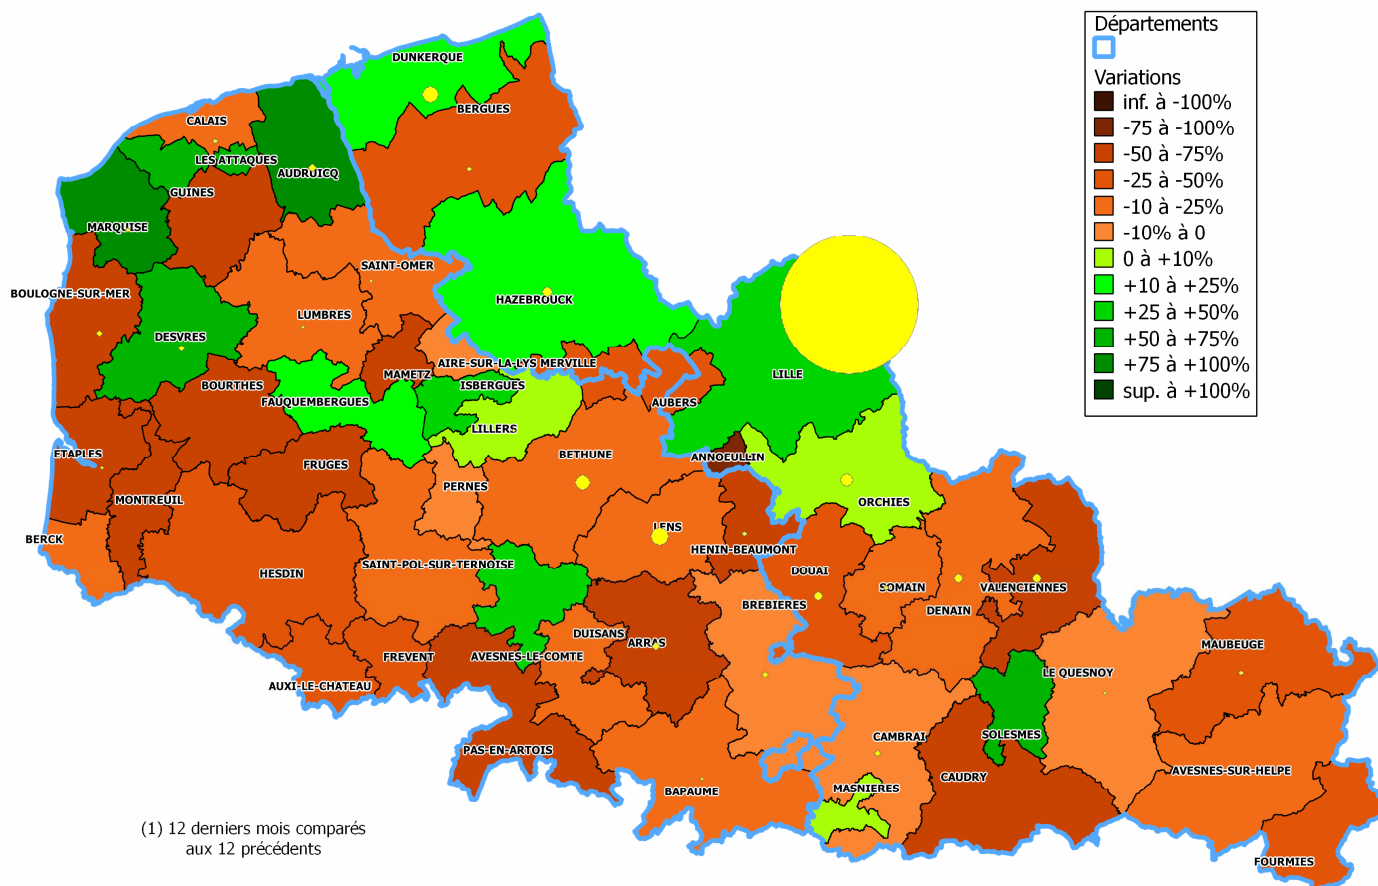 Départements
Variations
inf. à -100%
-75 à -100%
-50 à -75%
-25 à -50%
-10 à -25%
-10% à 0
0 à +10%
+10 à +25%
+25 à +50%
+50 à +75%
+75 à +100%
sup. à +100%
DUNKERQUE
BERGUES
CALAIS
LES ATTAQUES
AUDRUICQ
GUINES
MARQUISE
SAINT-OMER
BOULOGNE-SUR-MER
HAZEBROUCK
LUMBRES
DESVRES
AIRE-SUR-LA-LYS MERVILLE
MAMETZ
LILLE
BOURTHES
ISBERGUES
FAUQUEMBERGUES
AUBERS
LILLERS
ETAPLES
BETHUNE
ANNOEULLIN
FRUGES
PERNES
MONTREUIL
ORCHIES
LENS
BERCK
HENIN-BEAUMONT
SAINT-POL-SUR-TERNOISE
HESDIN
DOUAI
SOMAIN
VALENCIENNES
BREBIERES
DENAIN
DUISANS
ARRAS
MAUBEUGE
FREVENT
AVESNES-LE-COMTE
LE QUESNOY
AUXI-LE-CHATEAU
SOLESMES
CAMBRAI
PAS-EN-ARTOIS
AVESNES-SUR-HELPE
CAUDRY
MASNIERES
BAPAUME
(1) 12 derniers mois comparés
aux 12 précédents
FOURMIES